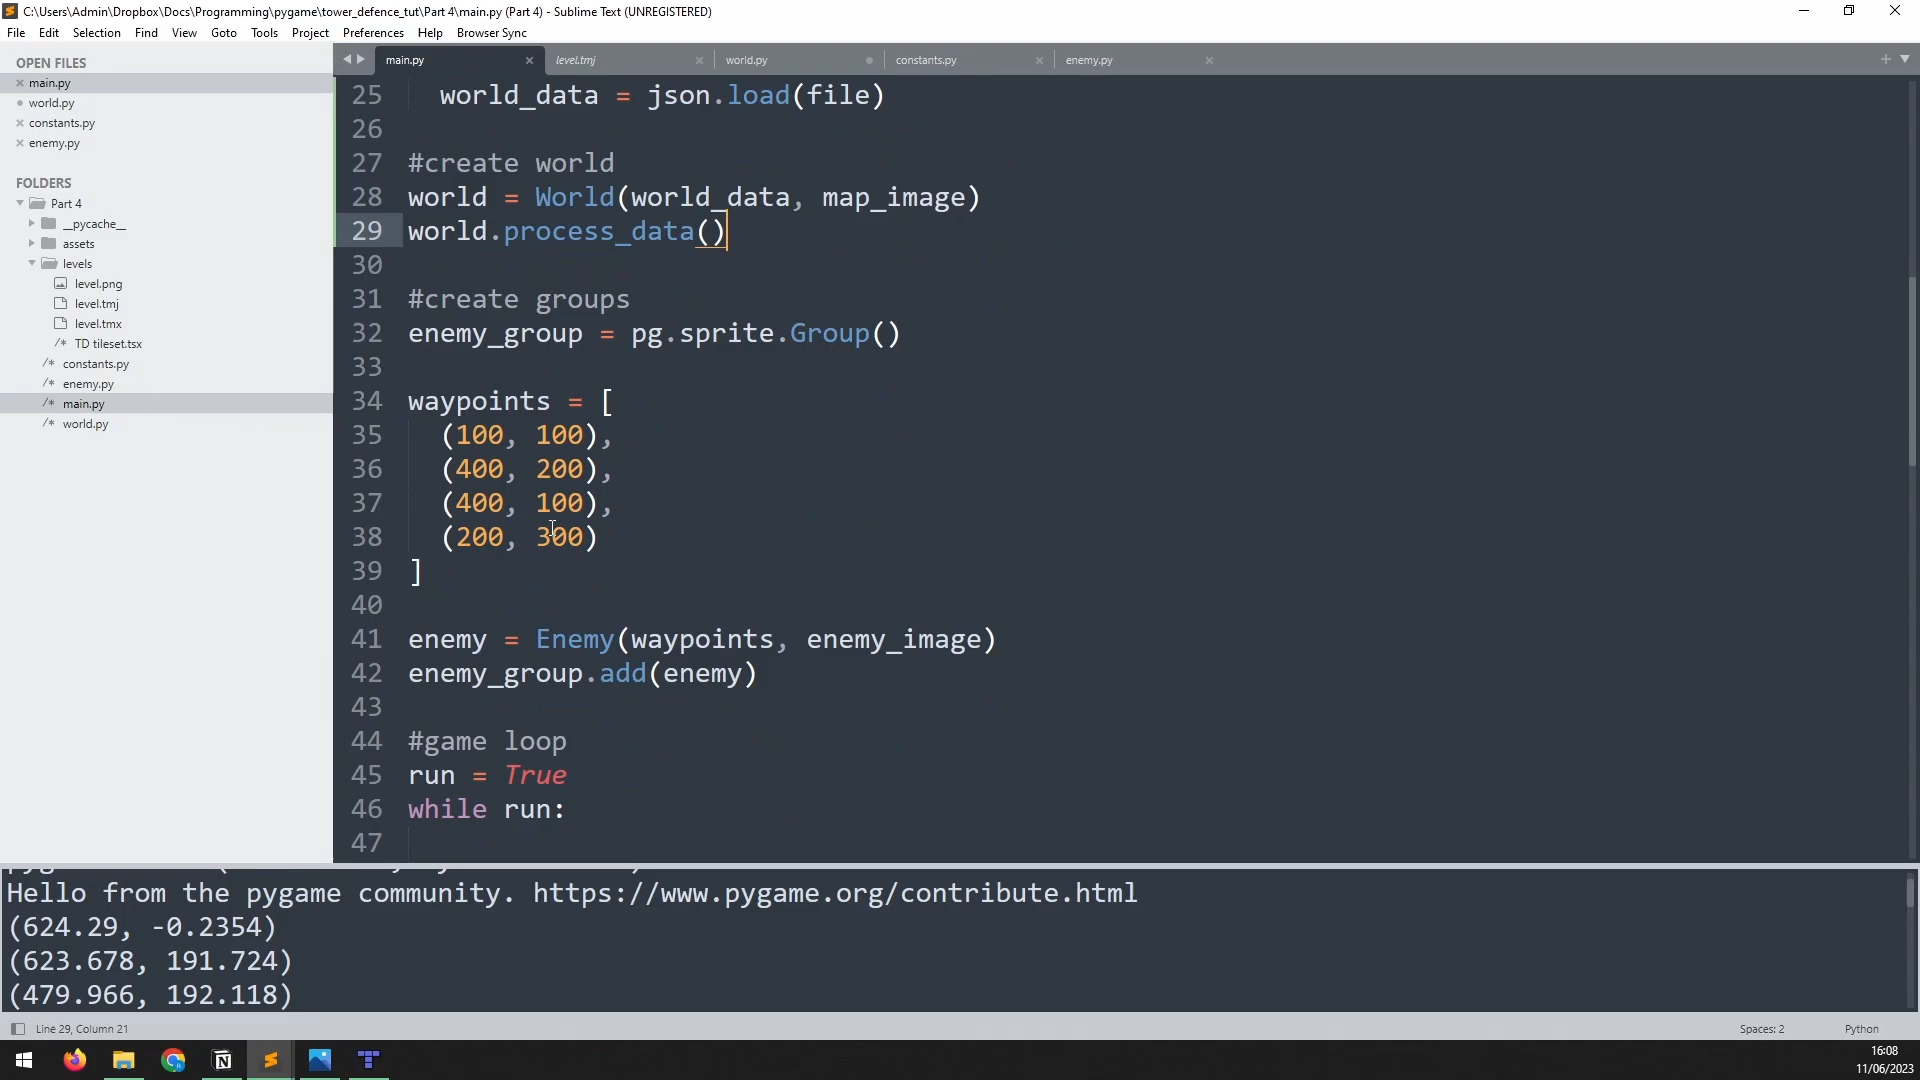 C:\Users\Admin\Dropbox\Docs\Programming\pygame\tower_defence_tut\Part 4\main.py (Part 4) - Sublime Text (UNREGISTERED)
File Edit Selection Find View Goto Tools Project Preferences Help Browser Sync
OPEN FILES
main.py
world.py
constants.py
enemy.py
FOLDERS
Part 4
__pycache__
assets
levels
level.png
level.tmj
level.tmx
/* TD tileset.tsx
/* constants.py
/* enemy.py
/* main.py
/* world.py
main.py level.tmj world.py constants.py enemy.py
25 world_data = json.load(file)
26
27 #create world
28 world = World(world_data, map_image)
29 world.process_data()
30
31 #create groups
32 enemy_group = pg.sprite.Group()
33
34 waypoints = [
35 (100, 100),
36 (400, 200),
37 (400, 100),
38 (200, 300)
39 ]
40
41 enemy = Enemy(waypoints, enemy_image)
42 enemy_group.add(enemy)
43
44 #game loop
45 run = True
46 while run:
47
Hello from the pygame community. https://www.pygame.org/contribute.html
(624.29, -0.2354)
(623.678, 191.724)
(479.966, 192.118)
Line 29, Column 21
Spaces: 2 Python
16:08
11/06/2023